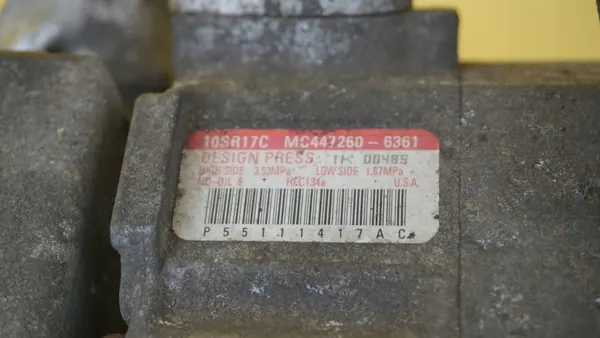 10SR17C MC447260-6361
DESIGN PRESS 1K 00489
HIGH SIDE 3.53MPa LOW SIDE 1.67MPa
ND-OIL 8 HFC134a U.S.A.
P55111417AC